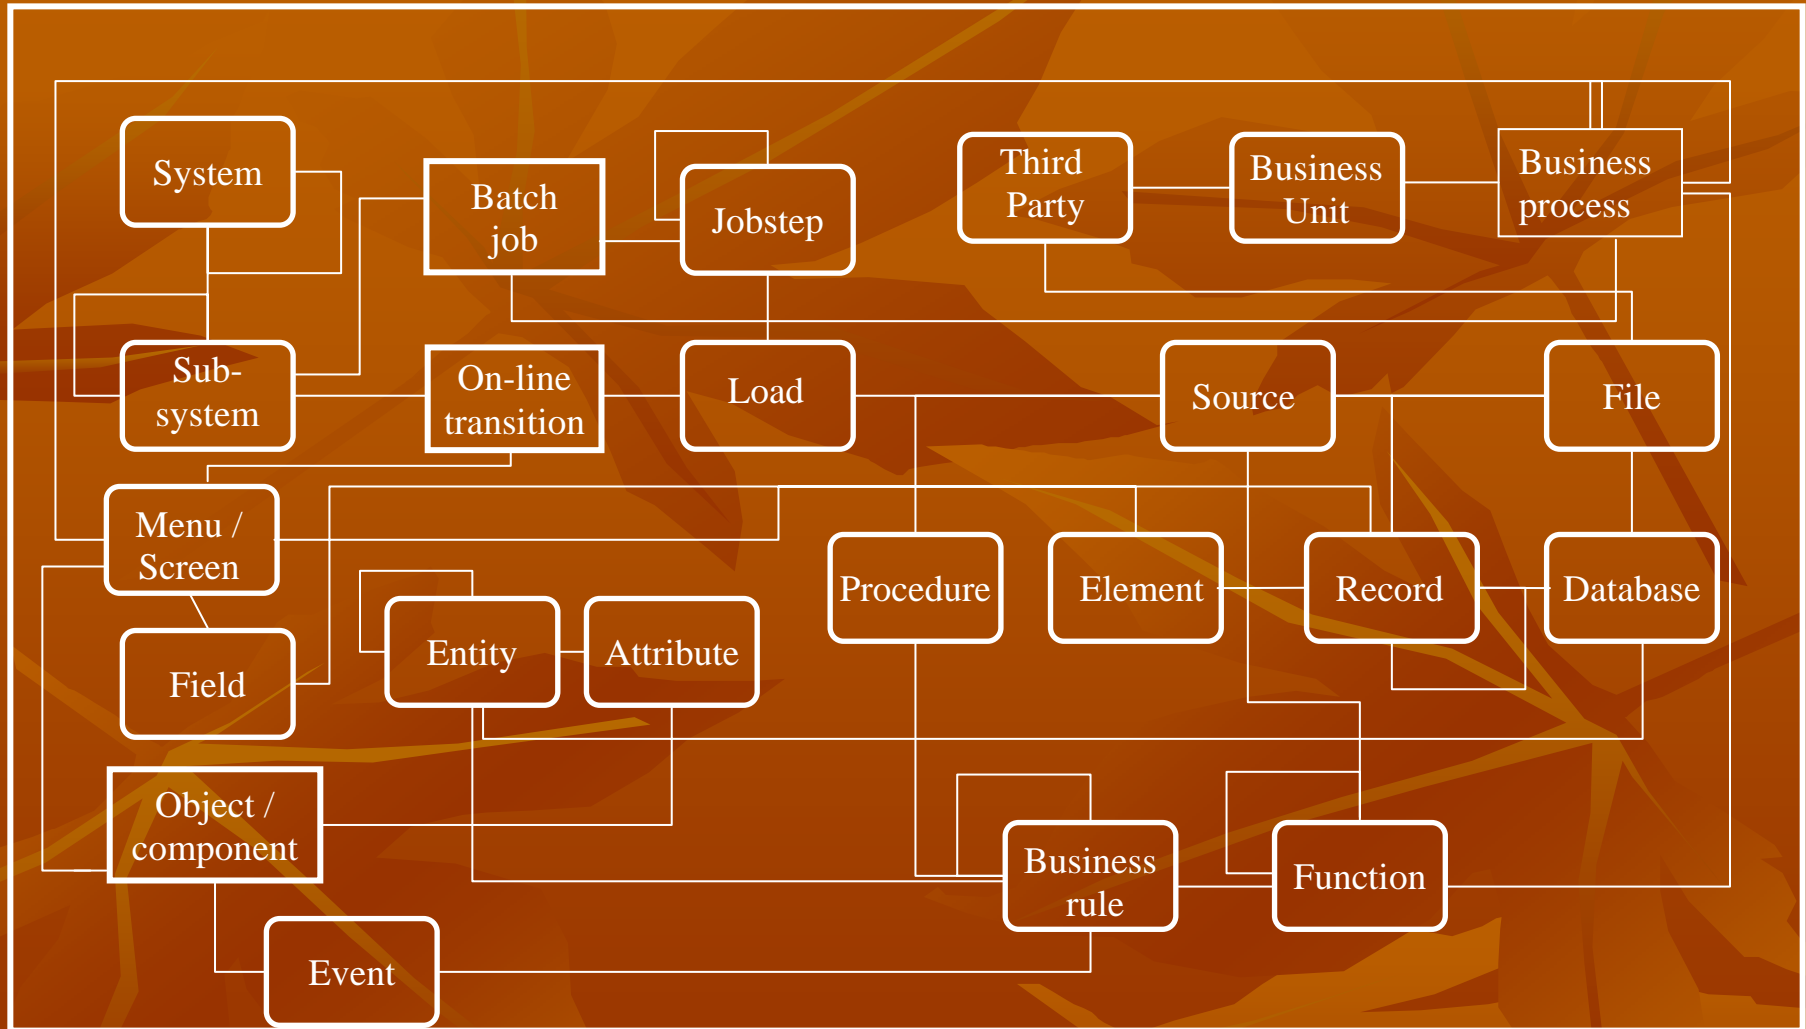 System
Batch
job
Jobstep
Third
Party
Business
Unit
Business
process
Sub-
system
On-line
transition
Load
Source
File
Menu /
Screen
Procedure
Element
Record
Database
Entity
Attribute
Field
Object /
component
Business
rule
Function
Event